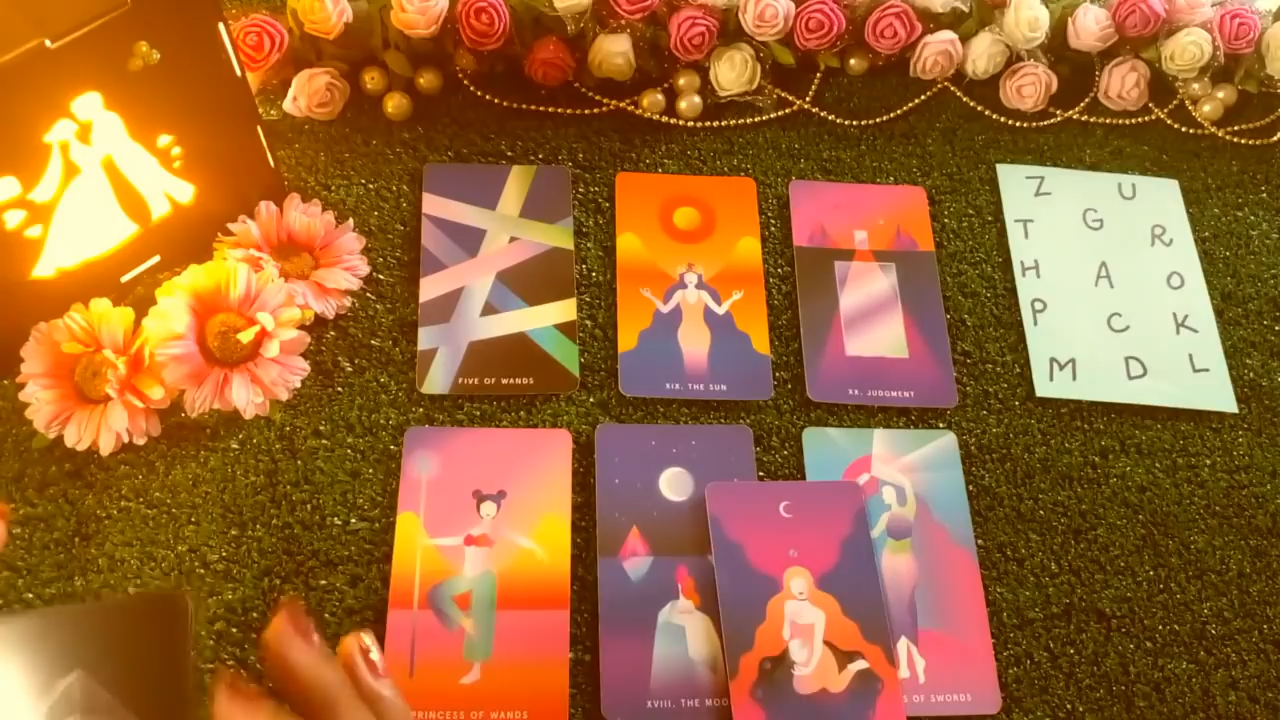 FIVE OF WANDS
XIX. THE SUN
XX. JUDGMENT
Z U
T G R
H A O
P C K
M D L
PRINCESS OF WANDS
XVIII. THE MOO
S OF SWORDS